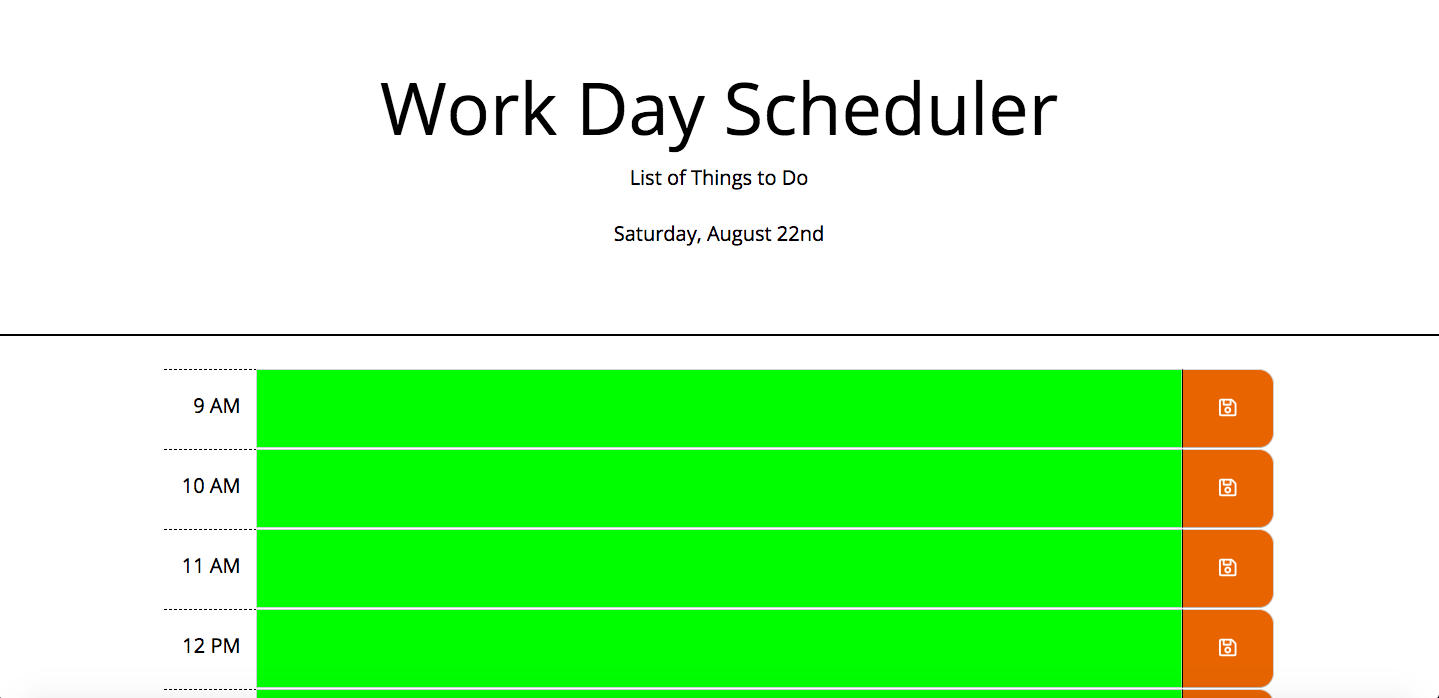 Work Day Scheduler
List of Things to Do
Saturday, August 22nd
9 AM
10 AM
11 AM
12 PM